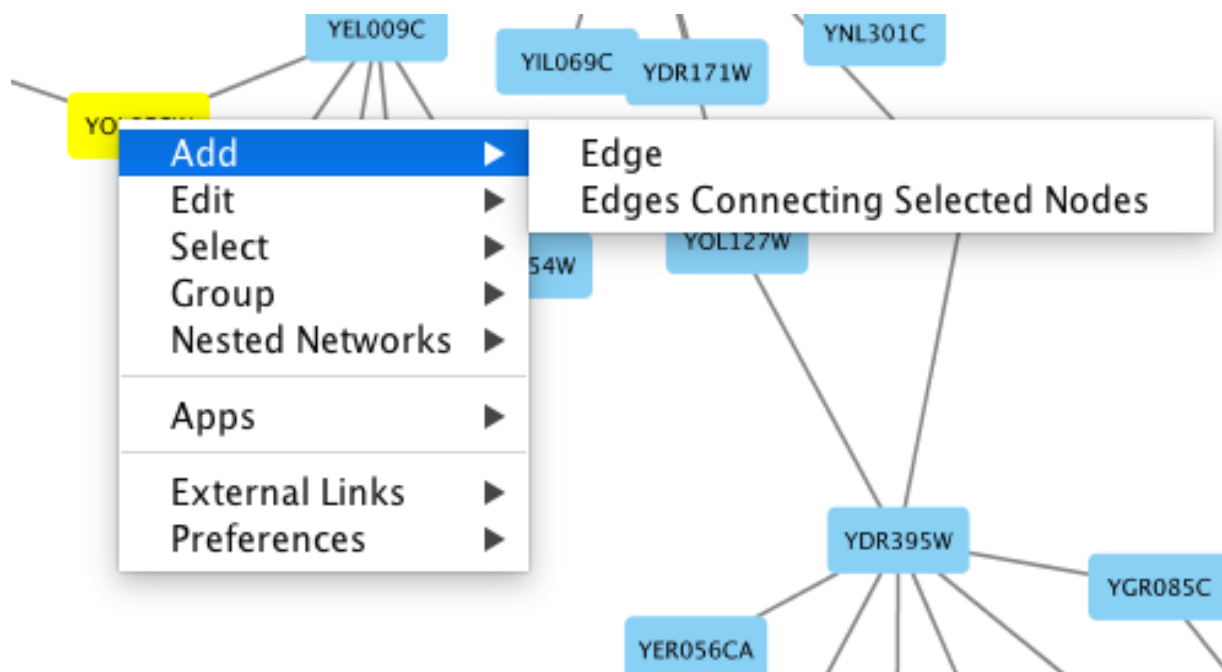 YEL009C
YNL301C
YIL069C
YDR171W
Add
Edge
Edit
Edges Connecting Selected Nodes
Select
YOL127W
54W
Group
Nested Networks
Apps
External Links
Preferences
YDR395W
YGR085C
YER056CA